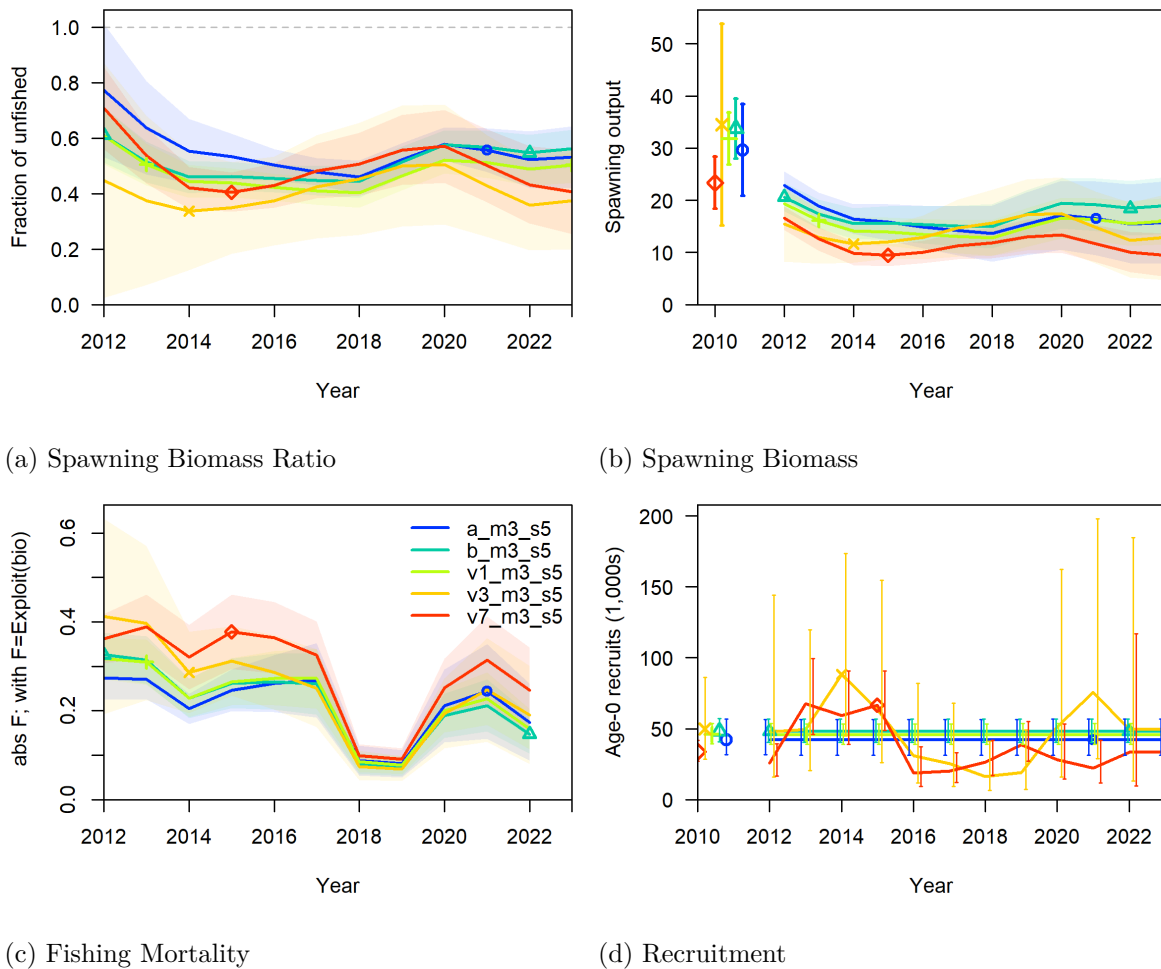 Fraction of unfished
1.0
0.8
0.6
0.4
0.2
0.0
2012 2014 2016 2018 2020 2022
Year
(a) Spawning Biomass Ratio
Spawning output
50
40
30
20
10
0
2010 2012 2014 2016 2018 2020 2022
Year
(b) Spawning Biomass
abs F; with F=Exploit(bio)
0.6
0.4
0.2
0.0
a_m3_s5
b_m3_s5
v1_m3_s5
v3_m3_s5
v7_m3_s5
2012 2014 2016 2018 2020 2022
Year
(c) Fishing Mortality
Age-0 recruits (1,000s)
200
150
100
50
0
2010 2012 2014 2016 2018 2020 2022
Year
(d) Recruitment